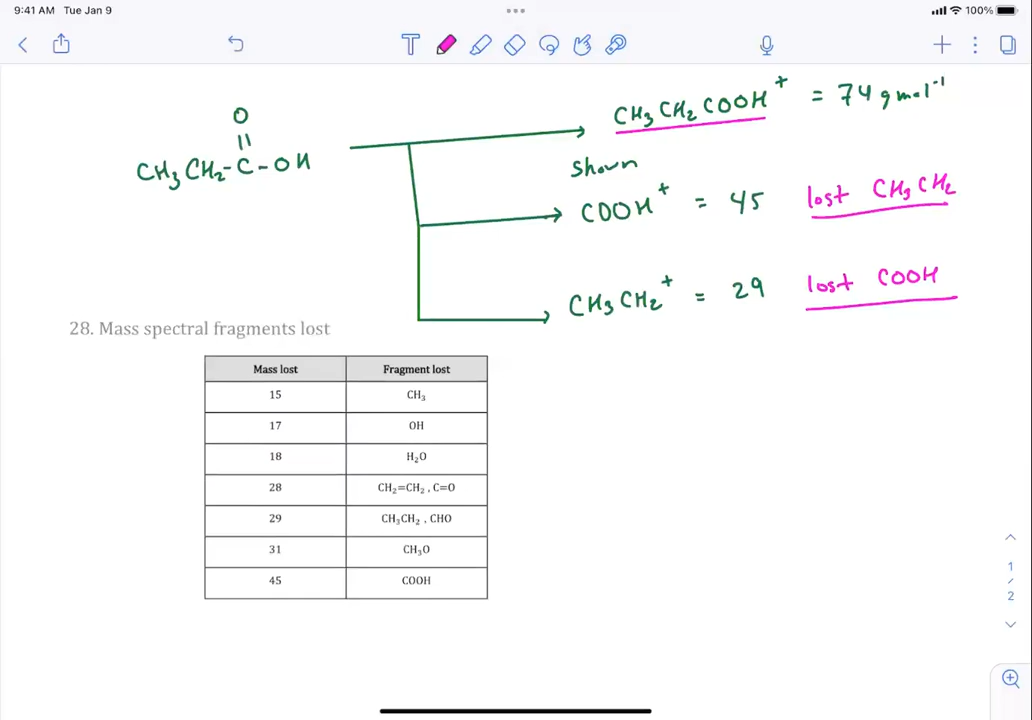 9:41 AM Tue Jan 9
100%
CH₃CH₂COOH⁺ = 74 g mol⁻¹
O
||
CH₃CH₂-C-OH
Shown
COOH⁺ = 45 lost CH₃CH₂
CH₃CH₂⁺ = 29 lost COOH
28. Mass spectral fragments lost
Mass lost Fragment lost
15 CH₃
17 OH
18 H₂O
28 CH₂=CH₂ , C=O
29 CH₃CH₂ , CHO
31 CH₃O
45 COOH
1
/
2